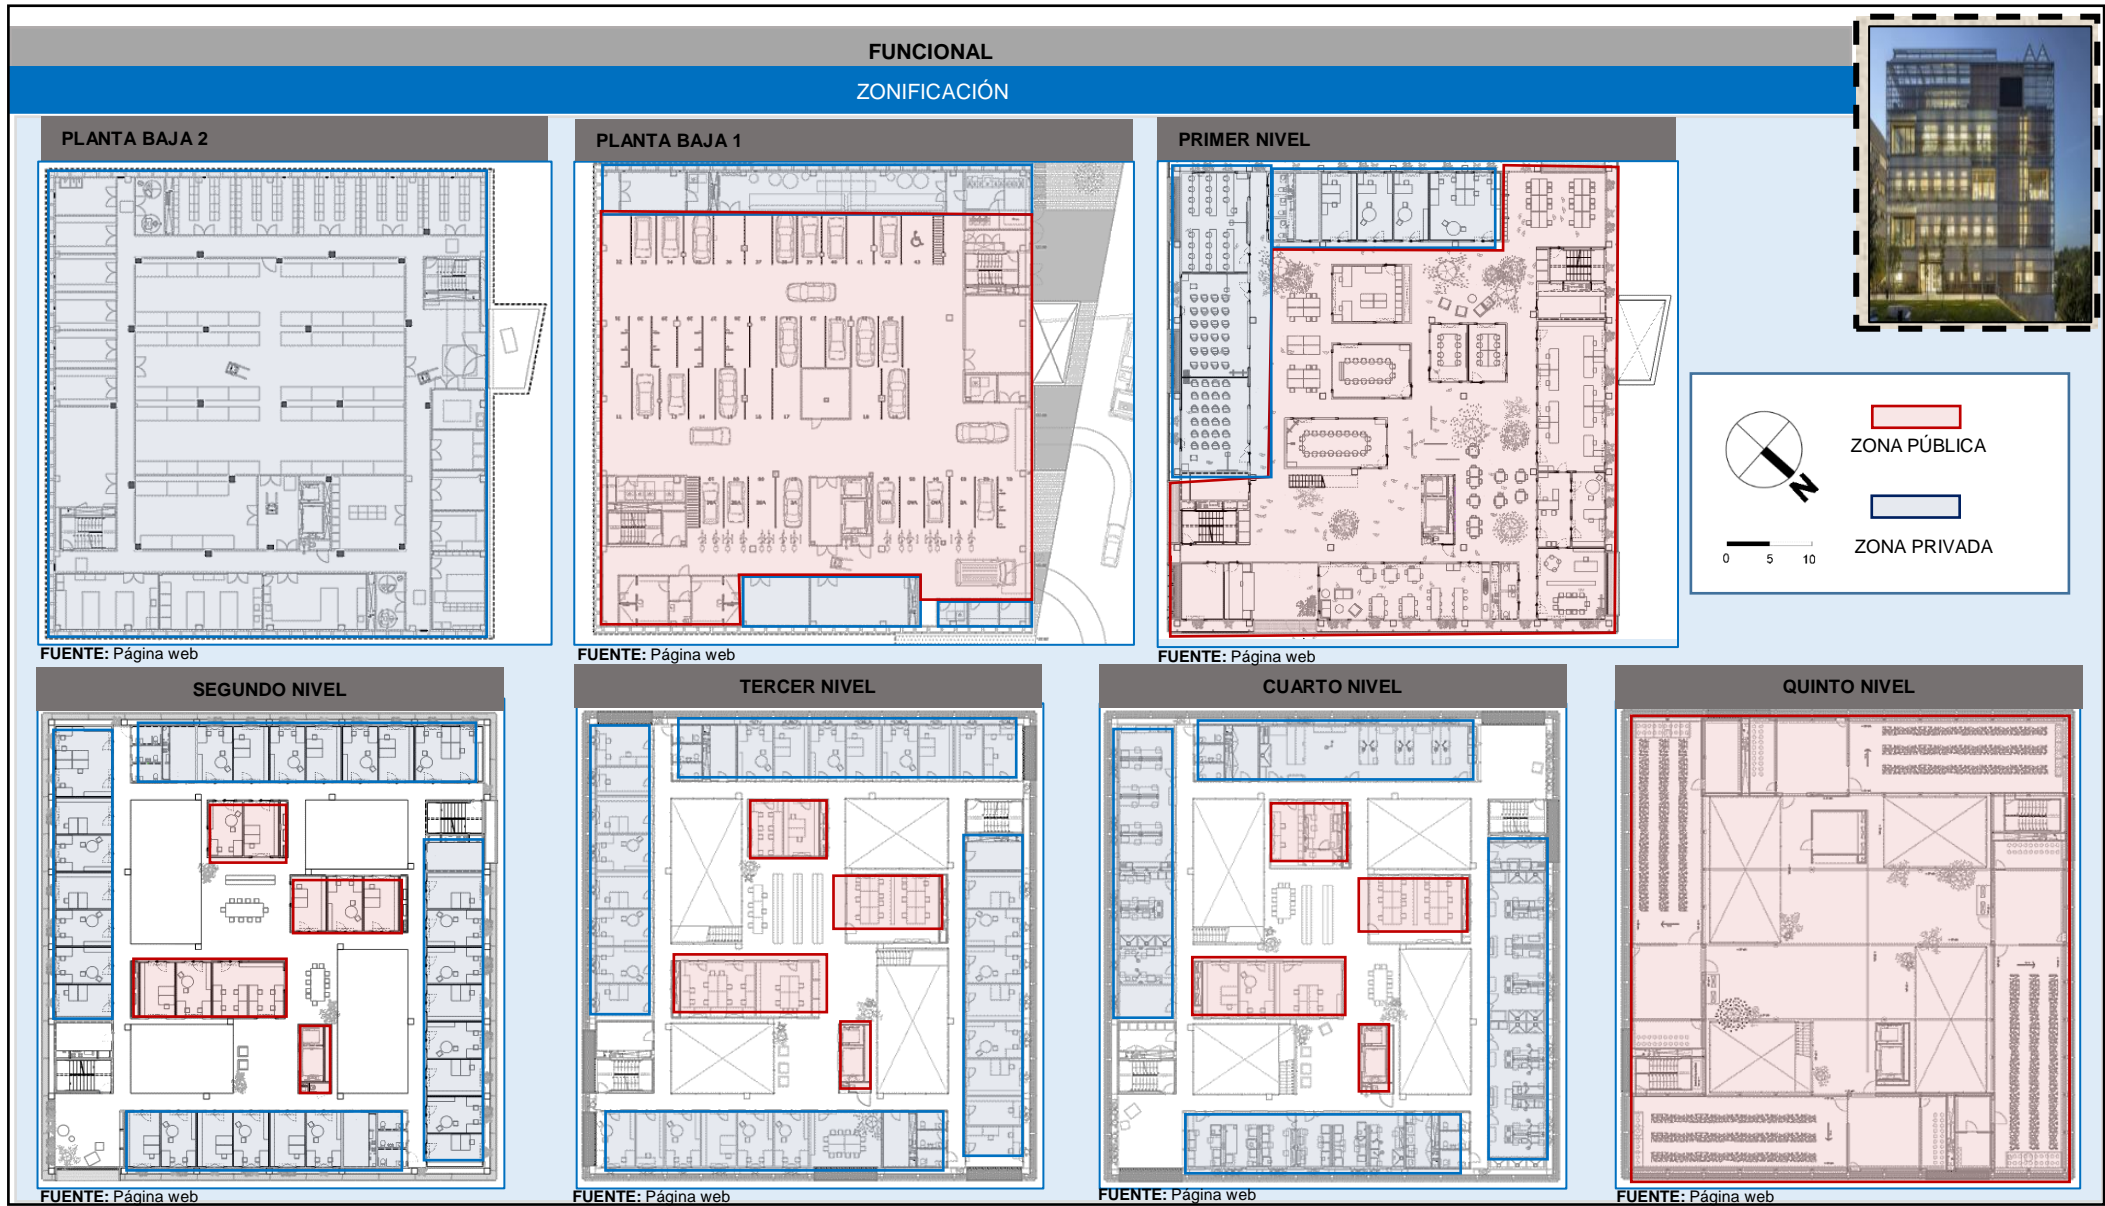 FUNCIONAL
ZONIFICACIÓN
PLANTA BAJA 2
PLANTA BAJA 1
PRIMER NIVEL
ZONA PÚBLICA
ZONA PRIVADA
N
0 5 10
FUENTE: Página web
FUENTE: Página web
FUENTE: Página web
SEGUNDO NIVEL
TERCER NIVEL
CUARTO NIVEL
QUINTO NIVEL
FUENTE: Página web
FUENTE: Página web
FUENTE: Página web
FUENTE: Página web